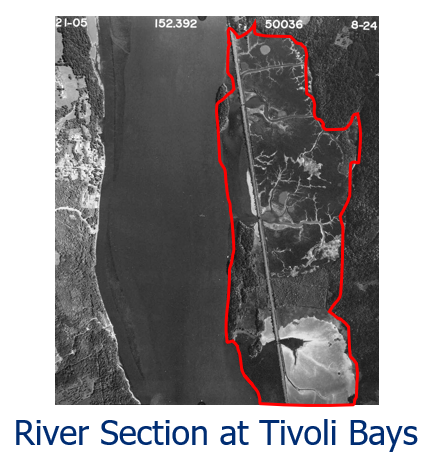 21-05 152.392 50036 8-24
River Section at Tivoli Bays